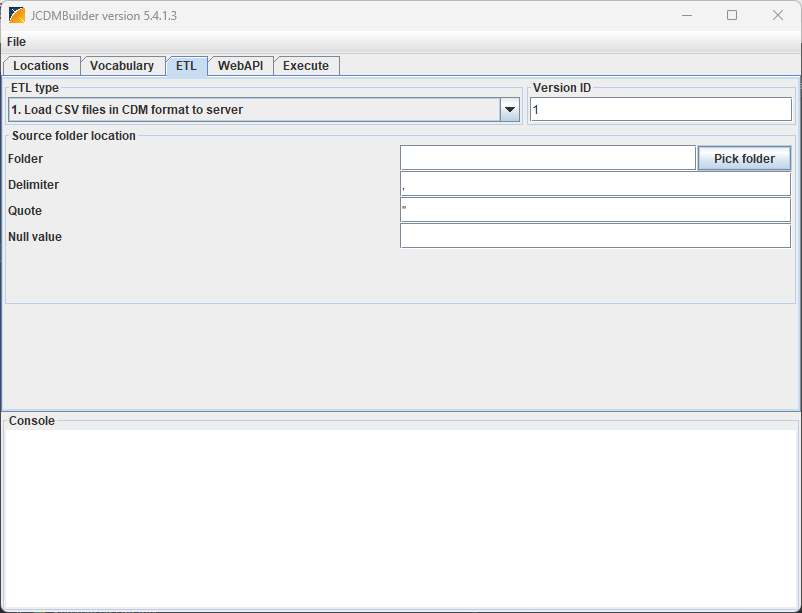 JCDMBuilder version 5.4.1.3
File
Locations Vocabulary ETL WebAPI Execute
ETL type Version ID
1. Load CSV files in CDM format to server 1
Source folder location
Folder Pick folder
Delimiter ,
Quote "
Null value
Console